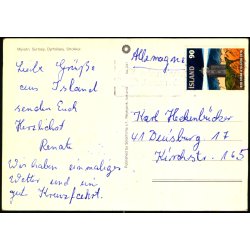 Allemagne
ISLAND
90
Liebe Grüße
aus Island
senden Euch
Herzlichst
Renate
Wir haben einmaliges
Wetter und ein
gut Kreuzfahrt.
Karl Heckenbücker
41 Duisburg 17
Kirchstr. 165